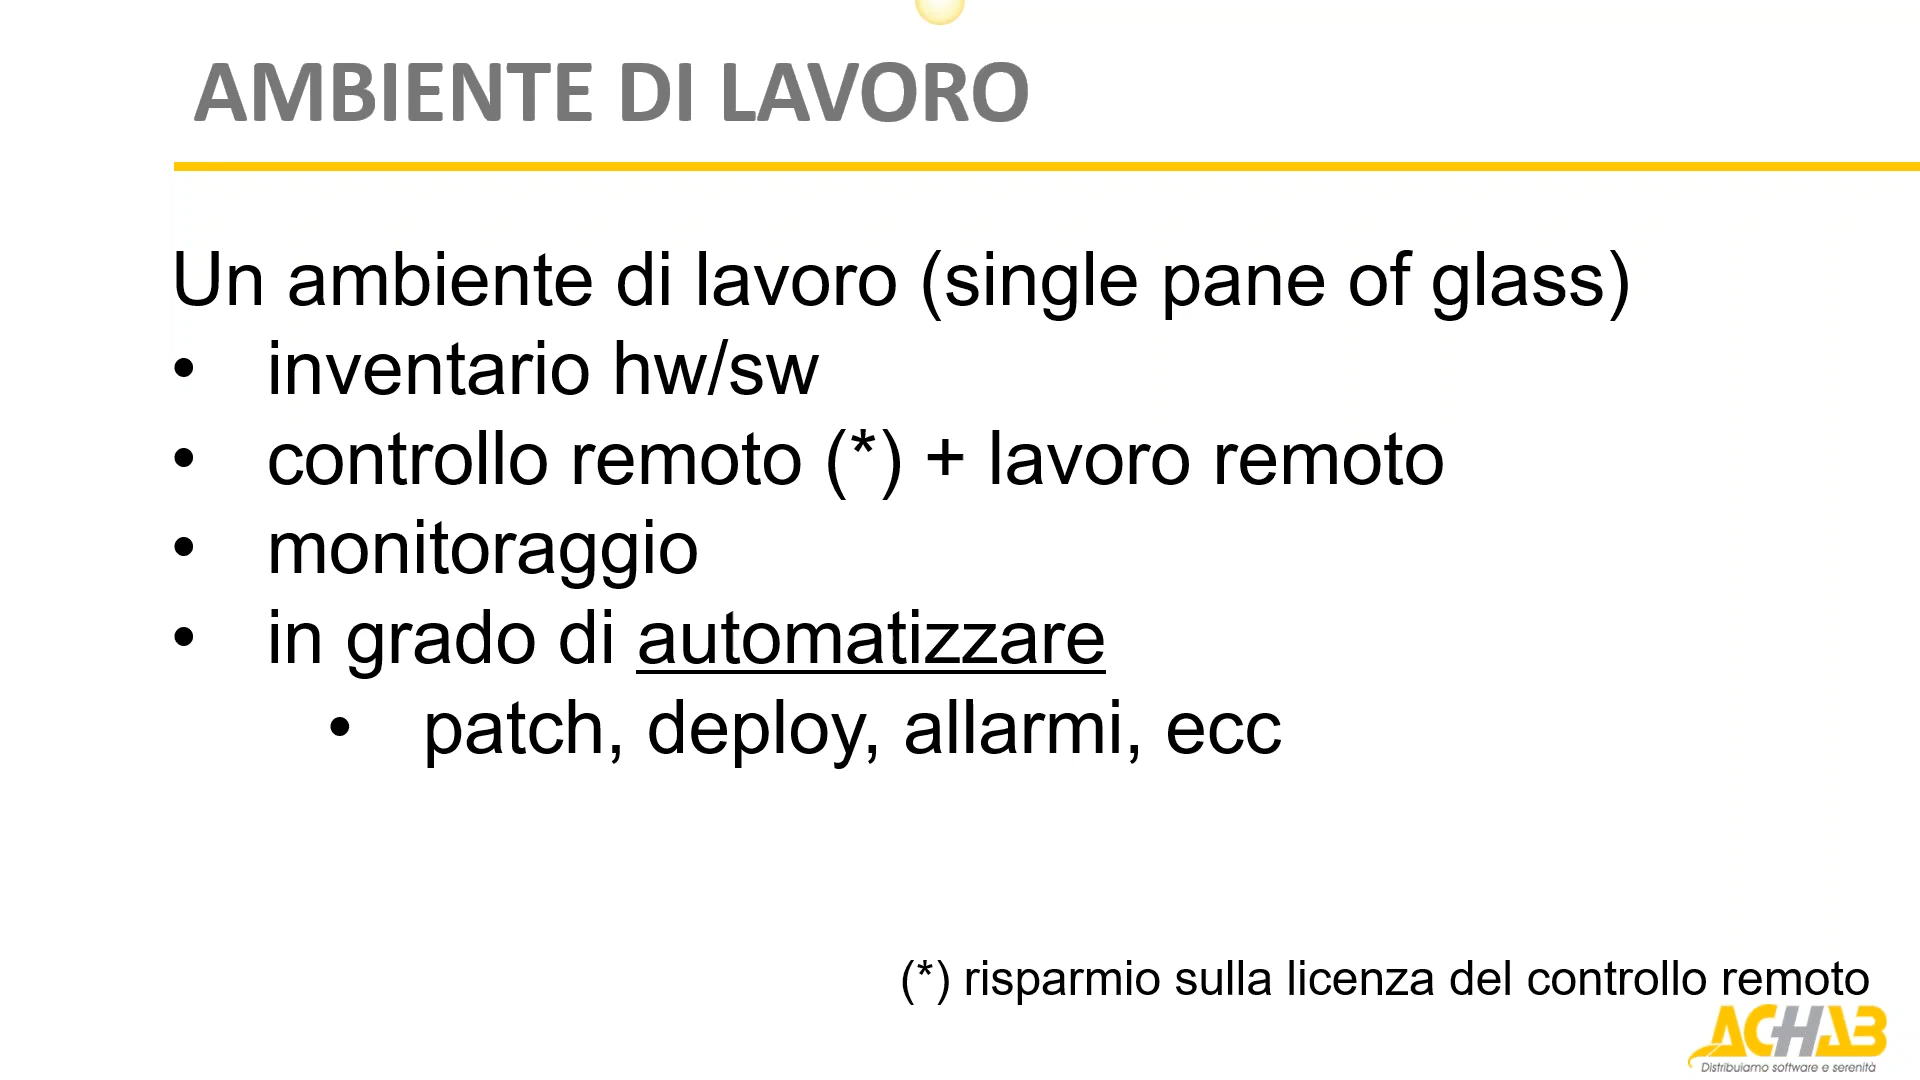 AMBIENTE DI LAVORO
Un ambiente di lavoro (single pane of glass)
• inventario hw/sw
• controllo remoto (*) + lavoro remoto
• monitoraggio
• in grado di automatizzare
• patch, deploy, allarmi, ecc
(*) risparmio sulla licenza del controllo remoto
ACHAB
Distribuiamo software e serenità